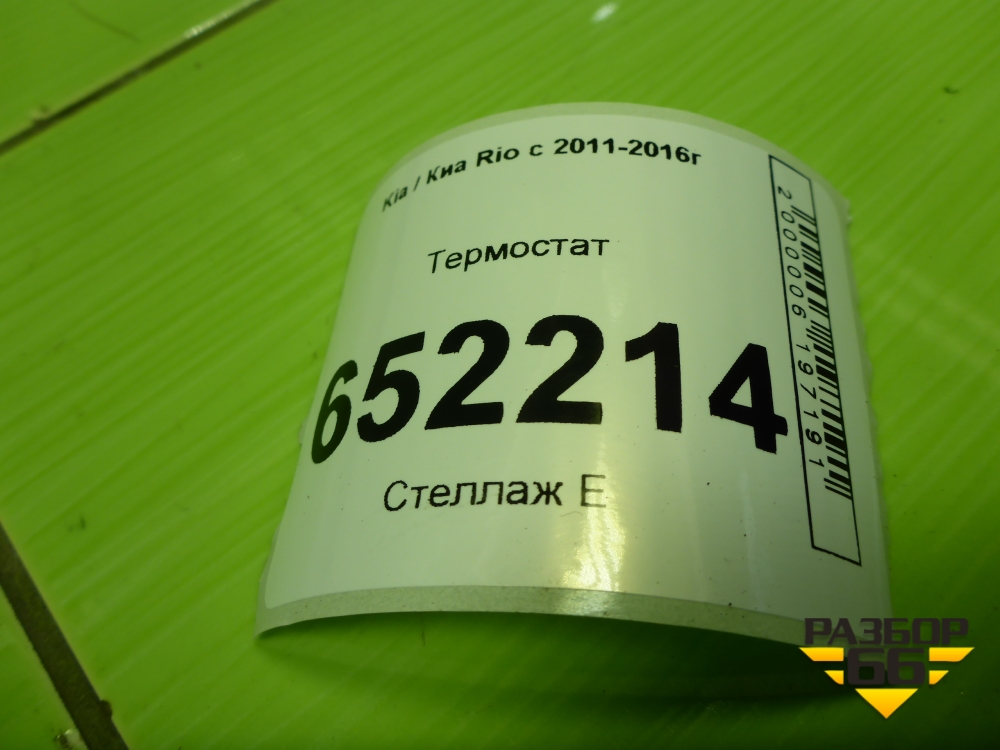 Kia / Киа Rio с 2011-2016г
Термостат
652214
Стеллаж Е
2000006197191
РАЗБОР
66